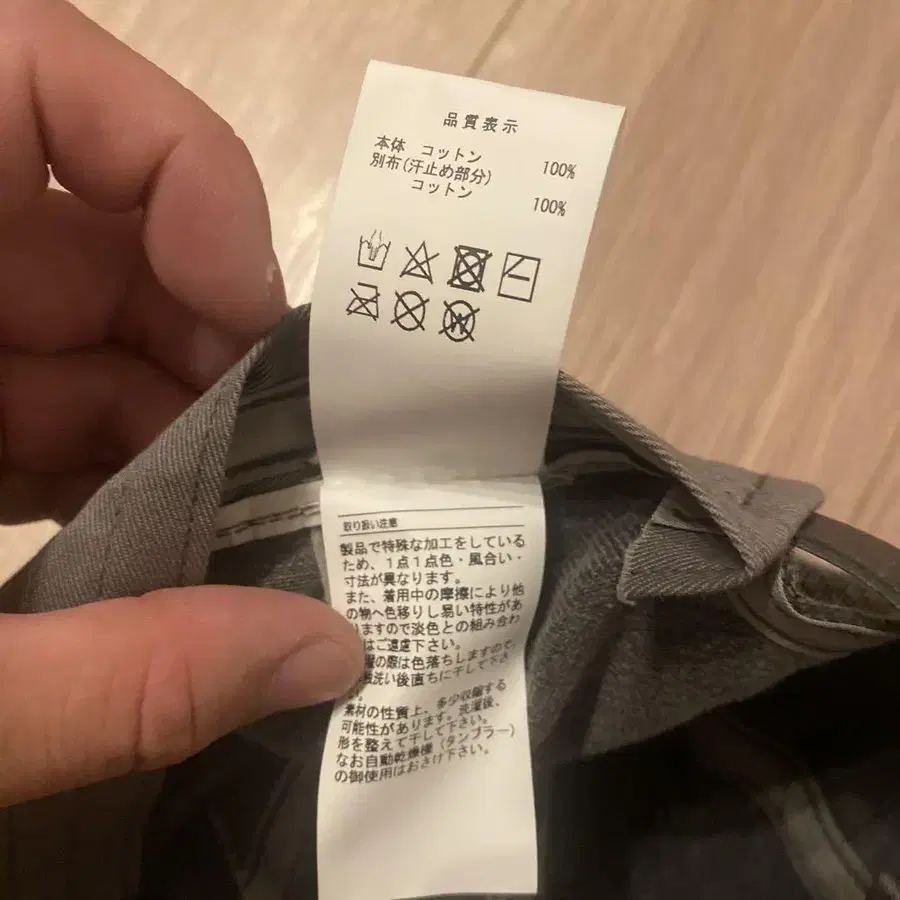 品質表示
本体 コットン 100%
別布(汗止め部分)
コットン 100%
取り扱い注意
製品で特殊な加工をしている
ため、1点1点色・風合い・
寸法が異なります。
また、着用中の摩擦により他
の物へ色移りし易い特性があ
りますので淡色との組み合わ
はご遠慮下さい。
の際は色落ちしますので、
洗い後直ちに干して下さ
い。
素材の性質上、多少収縮する
可能性があります。洗濯後、
形を整えて干して下さい。
なお自動乾燥機(タンブラー)
の御使用はおさけ下さい。